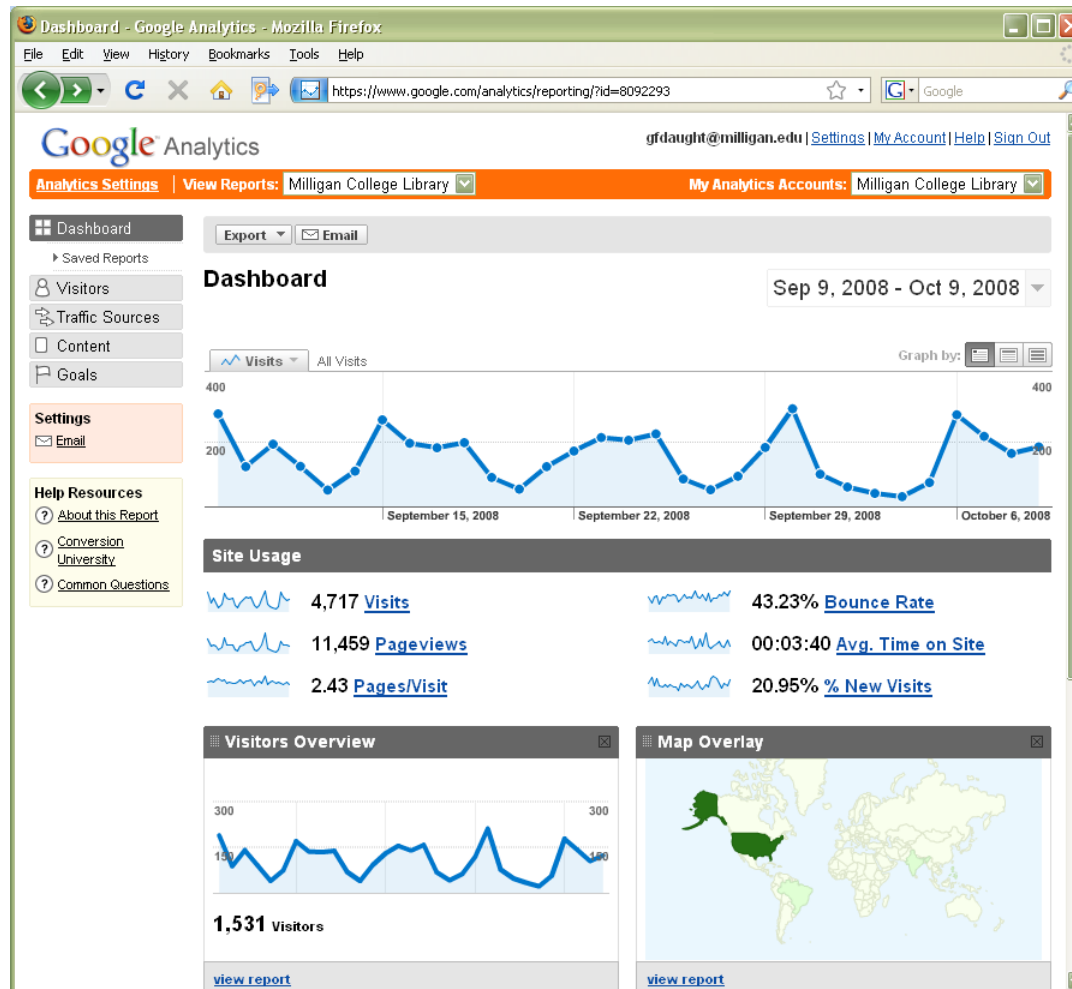 Dashboard - Google Analytics - Mozilla Firefox
File Edit View History Bookmarks Tools Help
https://www.google.com/analytics/reporting/?id=8092293 G Google
Google Analytics gfdaught@milligan.edu | Settings | My Account | Help | Sign Out
Analytics Settings | View Reports: Milligan College Library My Analytics Accounts: Milligan College Library
Dashboard
Saved Reports
Visitors
Traffic Sources
Content
Goals
Settings
Email
Help Resources
? About this Report
? Conversion
University
? Common Questions
Export Email
Dashboard
Sep 9, 2008 - Oct 9, 2008
Visits All Visits Graph by:
400 400
200 200
September 15, 2008 September 22, 2008 September 29, 2008 October 6, 2008
Site Usage
4,717 Visits 43.23% Bounce Rate
11,459 Pageviews 00:03:40 Avg. Time on Site
2.43 Pages/Visit 20.95% % New Visits
Visitors Overview
300 300
150 150
1,531 Visitors
view report
Map Overlay
view report